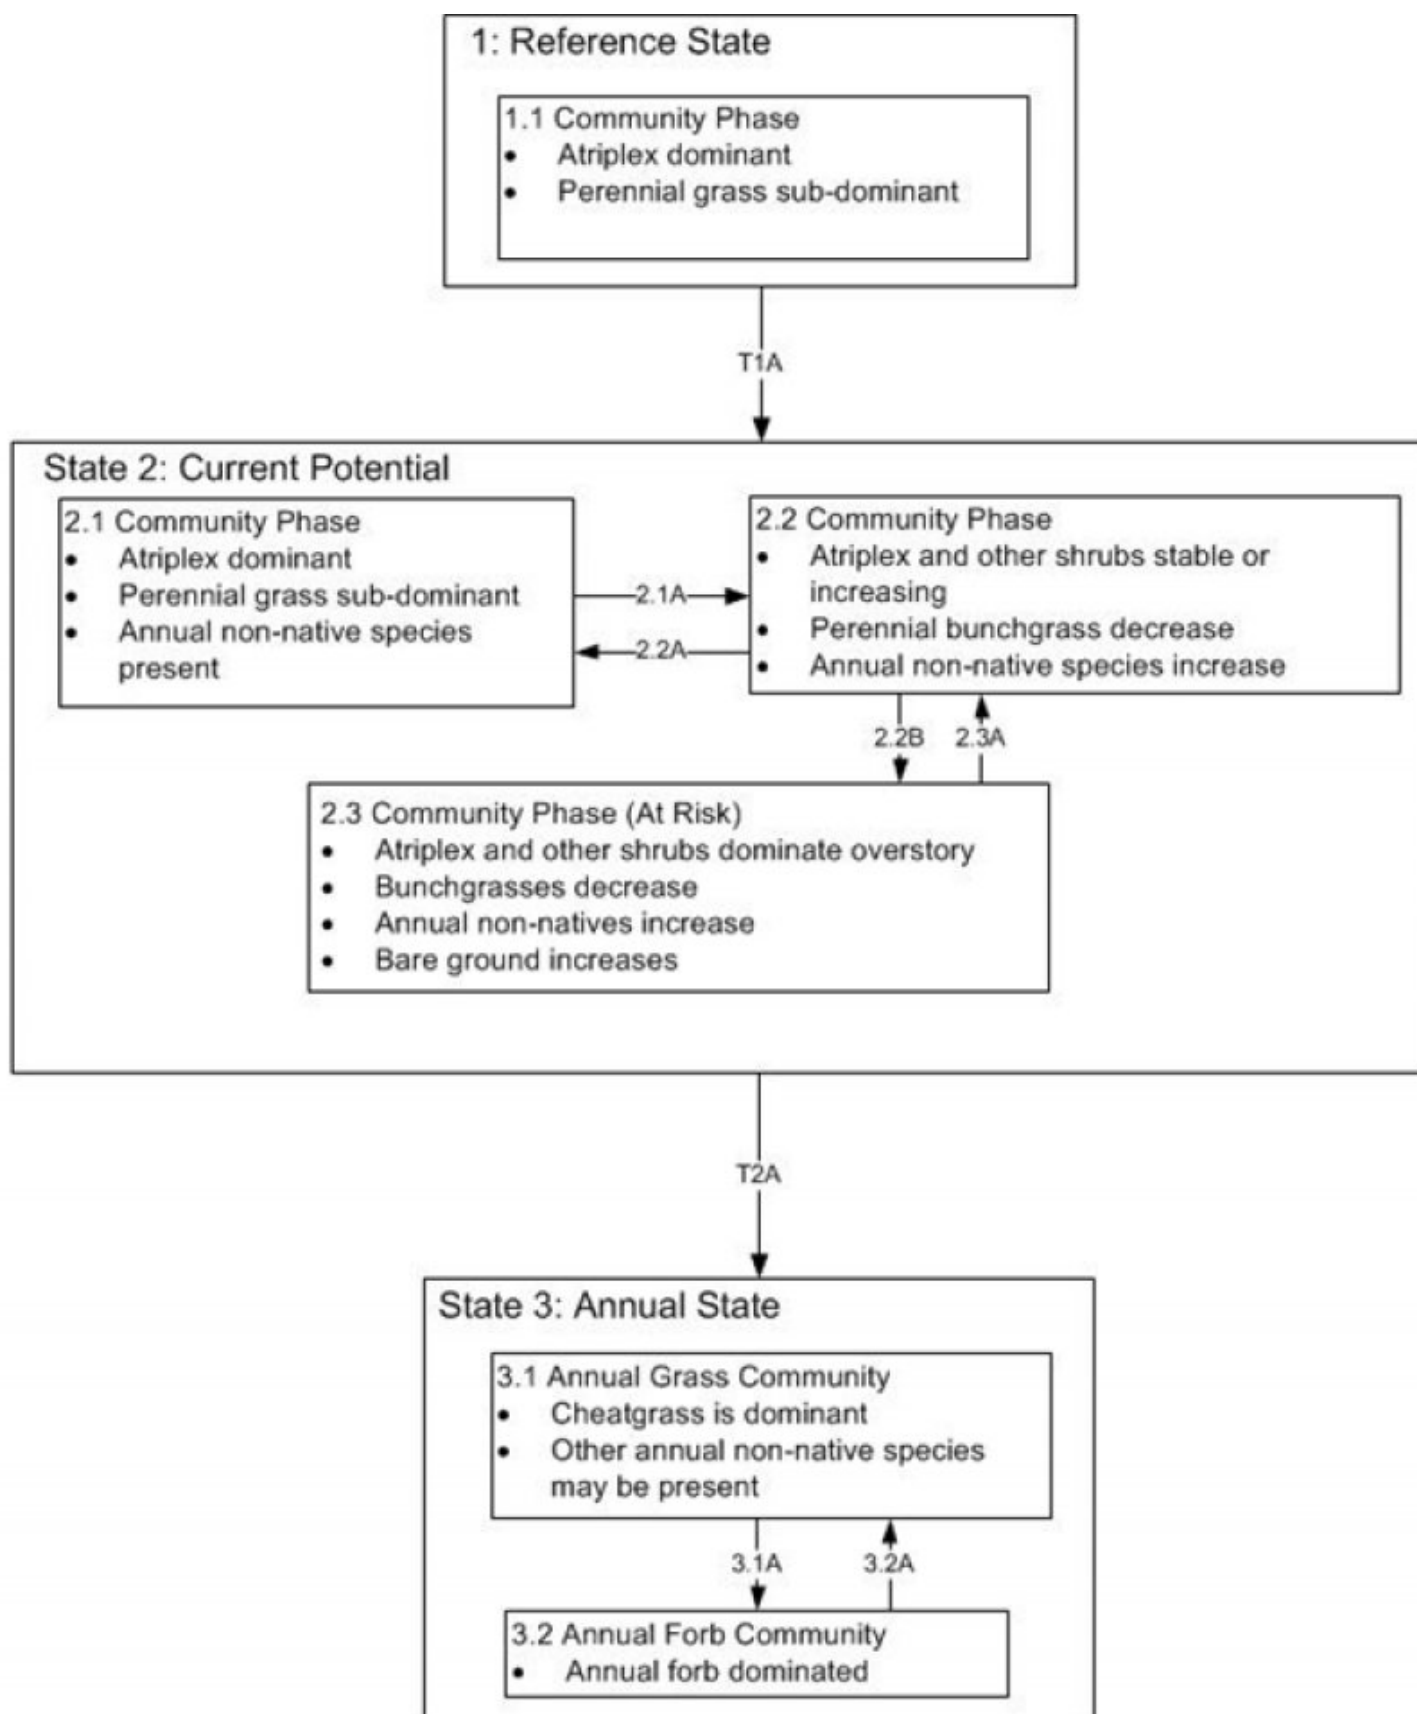 1: Reference State
1.1 Community Phase
• Atriplex dominant
• Perennial grass sub-dominant
T1A
State 2: Current Potential
2.1 Community Phase
• Atriplex dominant
• Perennial grass sub-dominant
• Annual non-native species
present
2.1A
2.2A
2.2 Community Phase
• Atriplex and other shrubs stable or
increasing
• Perennial bunchgrass decrease
• Annual non-native species increase
2.2B
2.3A
2.3 Community Phase (At Risk)
• Atriplex and other shrubs dominate overstory
• Bunchgrasses decrease
• Annual non-natives increase
• Bare ground increases
T2A
State 3: Annual State
3.1 Annual Grass Community
• Cheatgrass is dominant
• Other annual non-native species
may be present
3.1A
3.2A
3.2 Annual Forb Community
• Annual forb dominated